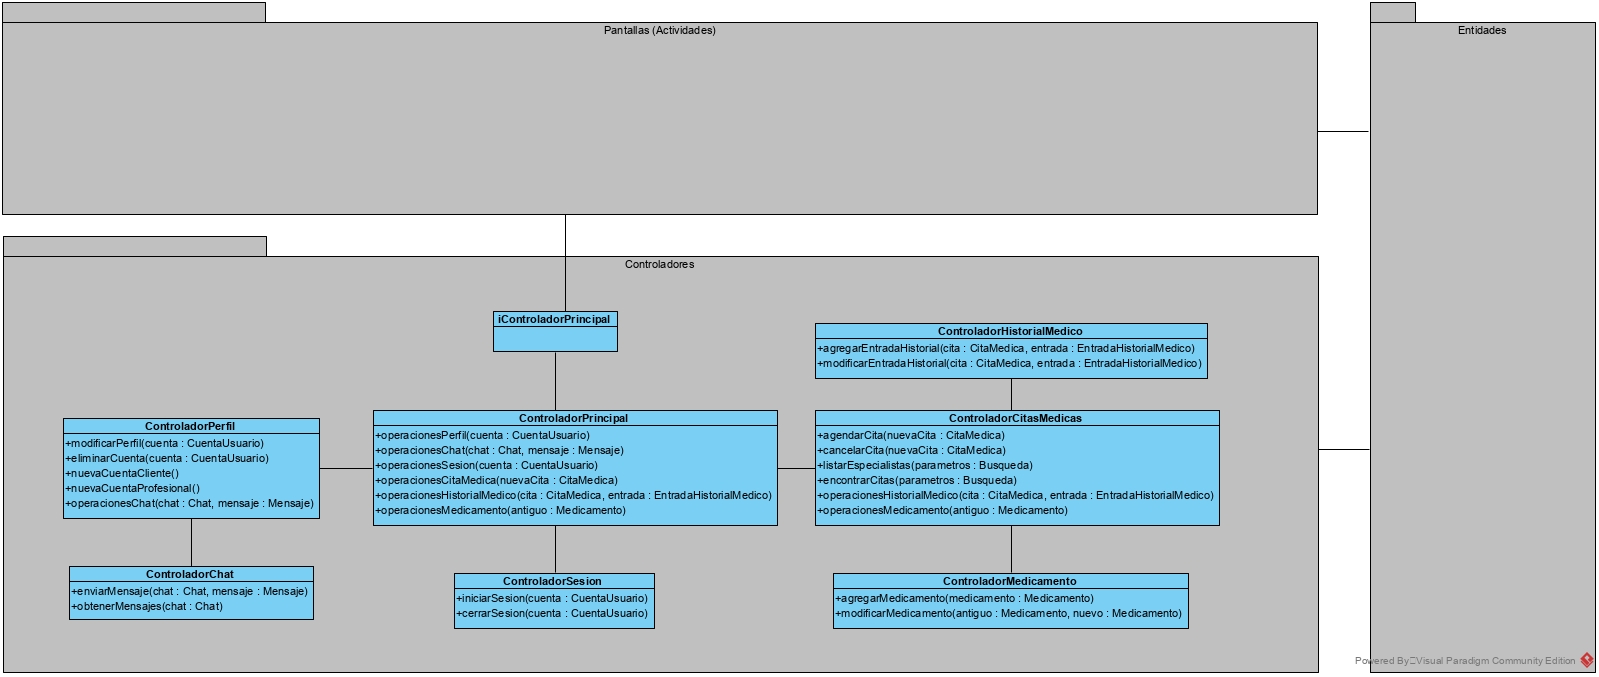 Pantallas (Actividades)
Entidades
Controladores
iControladorPrincipal
ControladorHistorialMedico
+agregarEntradaHistorial(cita : CitaMedica, entrada : EntradaHistorialMedico)
+modificarEntradaHistorial(cita : CitaMedica, entrada : EntradaHistorialMedico)
ControladorPerfil
+modificarPerfil(cuenta : CuentaUsuario)
+eliminarCuenta(cuenta : CuentaUsuario)
+nuevaCuentaCliente()
+nuevaCuentaProfesional()
+operacionesChat(chat : Chat, mensaje : Mensaje)
ControladorPrincipal
+operacionesPerfil(cuenta : CuentaUsuario)
+operacionesChat(chat : Chat, mensaje : Mensaje)
+operacionesSesion(cuenta : CuentaUsuario)
+operacionesCitaMedica(nuevaCita : CitaMedica)
+operacionesHistorialMedico(cita : CitaMedica, entrada : EntradaHistorialMedico)
+operacionesMedicamento(antiguo : Medicamento)
ControladorCitasMedicas
+agendarCita(nuevaCita : CitaMedica)
+cancelarCita(nuevaCita : CitaMedica)
+listarEspecialistas(parametros : Busqueda)
+encontrarCitas(parametros : Busqueda)
+operacionesHistorialMedico(cita : CitaMedica, entrada : EntradaHistorialMedico)
+operacionesMedicamento(antiguo : Medicamento)
ControladorChat
+enviarMensaje(chat : Chat, mensaje : Mensaje)
+obtenerMensajes(chat : Chat)
ControladorSesion
+iniciarSesion(cuenta : CuentaUsuario)
+cerrarSesion(cuenta : CuentaUsuario)
ControladorMedicamento
+agregarMedicamento(medicamento : Medicamento)
+modificarMedicamento(antiguo : Medicamento, nuevo : Medicamento)
Powered By Visual Paradigm Community Edition